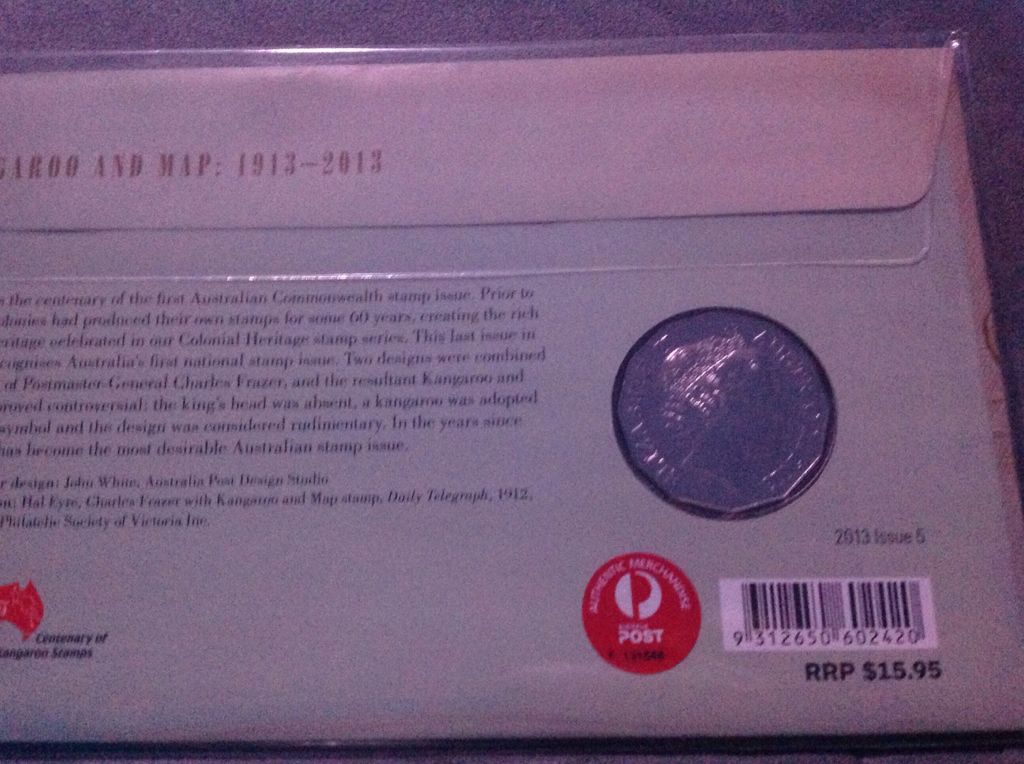 GAROO AND MAP: 1913–2013
s the centenary of the first Australian Commonwealth stamp issue. Prior to
olonies had produced their own stamps for some 60 years, creating the rich
eritage celebrated in our Colonial Heritage stamp series. This last issue in
cognises Australia's first national stamp issue. Two designs were combined
of Postmaster-General Charles Frazer, and the resultant Kangaroo and
proved controversial: the king's head was absent, a kangaroo was adopted
symbol and the design was considered rudimentary. In the years since
has become the most desirable Australian stamp issue.
r design: John White, Australia Post Design Studio
on: Hal Eyre, Charles Frazer with Kangaroo and Map stamp, Daily Telegraph, 1912,
Philatelic Society of Victoria Inc.
2013 Issue 5
AUTHENTIC MERCHANDISE
POST
9 312650 602420
RRP $15.95
Centenary of
Kangaroo Stamps